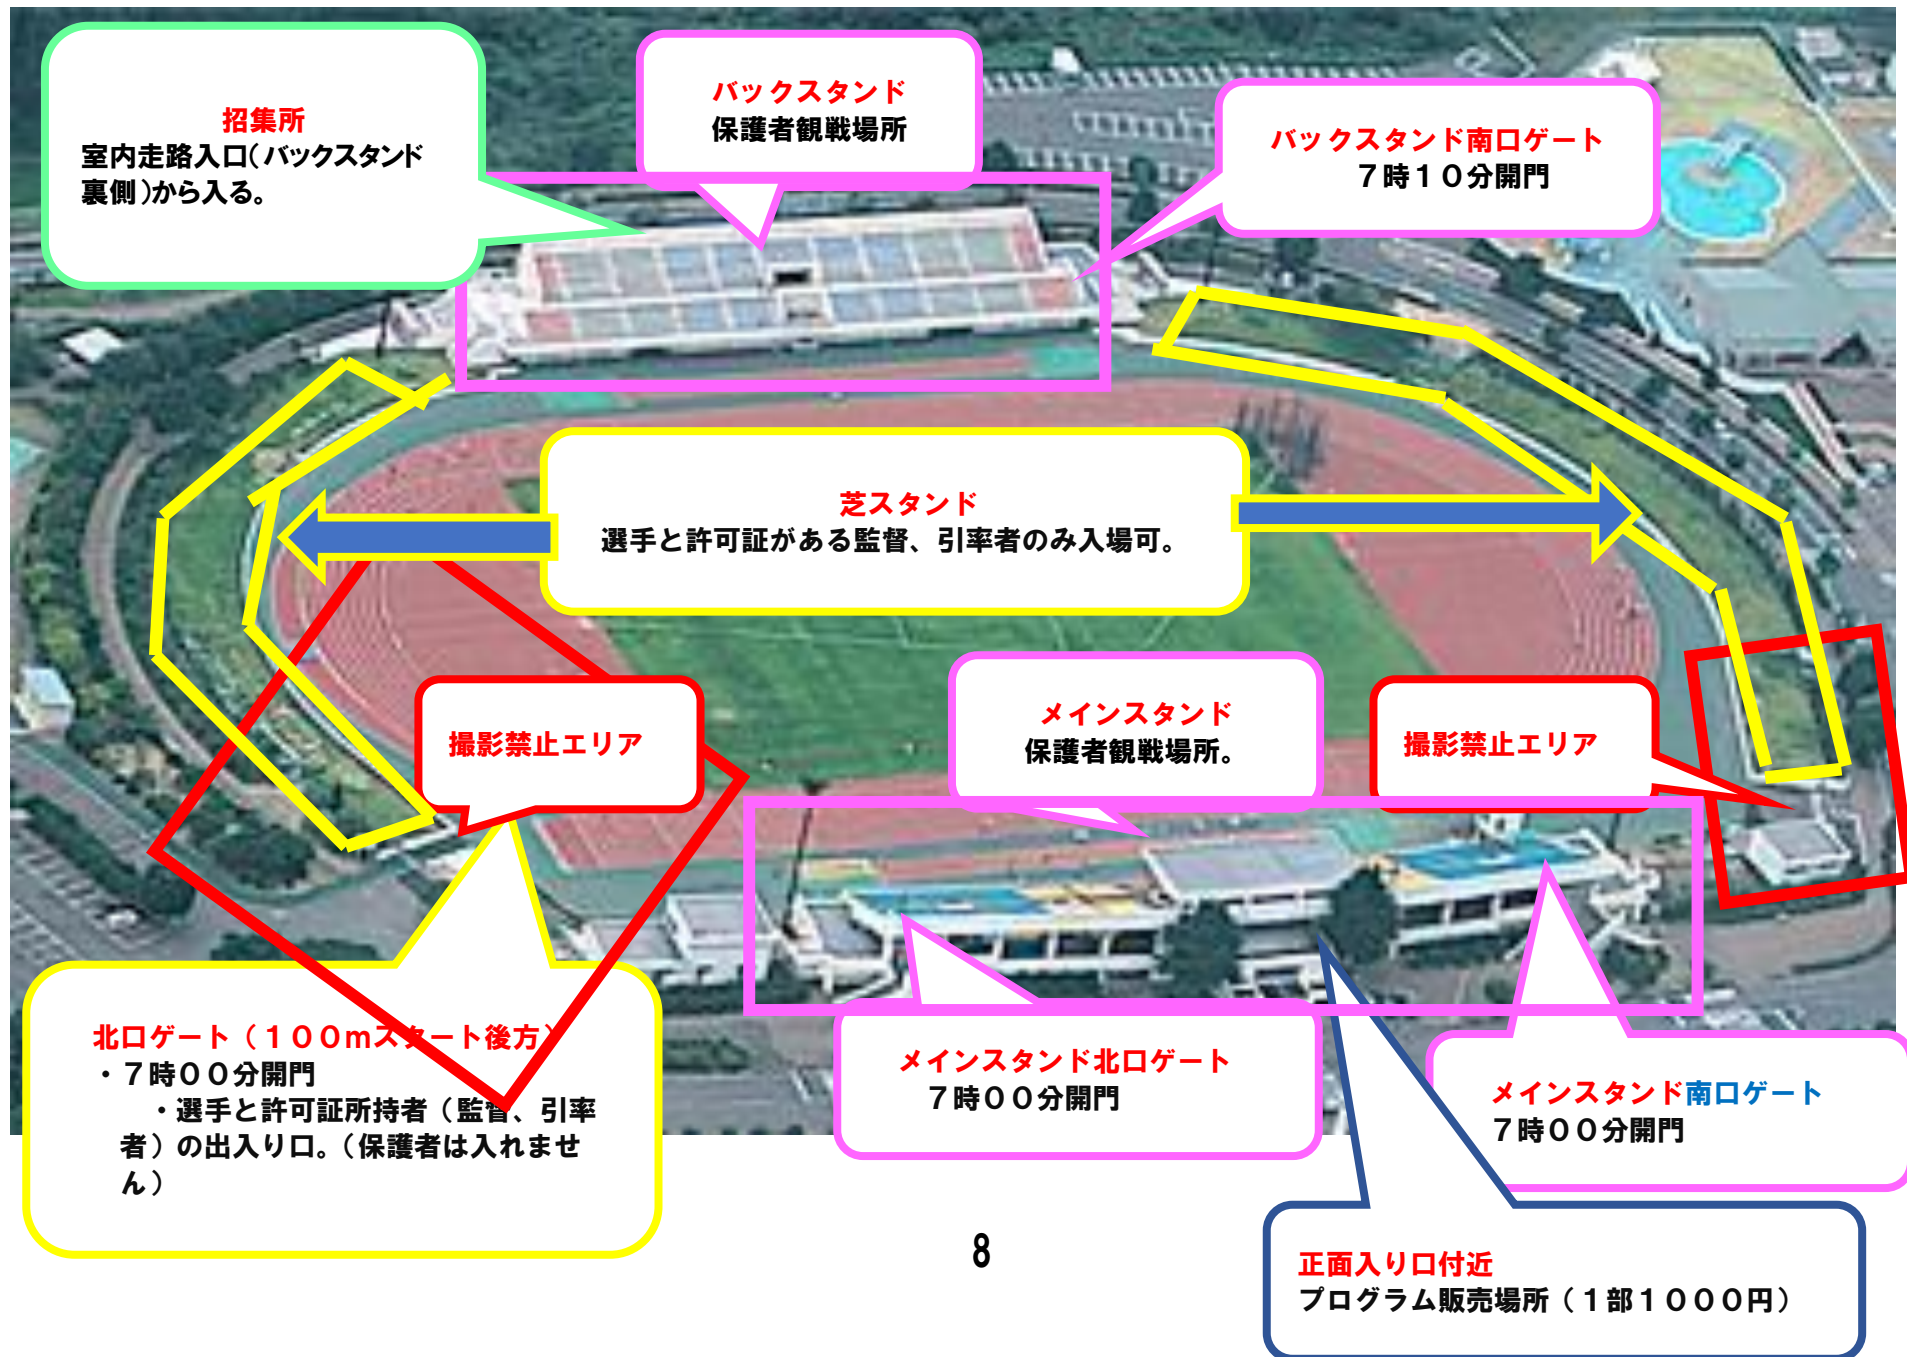 招集所
室内走路入口(バックスタンド
裏側)から入る。
バックスタンド
保護者観戦場所
バックスタンド南口ゲート
７時１０分開門
芝スタンド
選手と許可証がある監督、引率者のみ入場可。
撮影禁止エリア
メインスタンド
保護者観戦場所。
撮影禁止エリア
北口ゲート（１００ｍスタート後方）
・７時００分開門
・選手と許可証所持者（監督、引率
者）の出入り口。（保護者は入れませ
ん）
メインスタンド北口ゲート
７時００分開門
メインスタンド南口ゲート
７時００分開門
正面入り口付近
プログラム販売場所（１部１０００円）
8